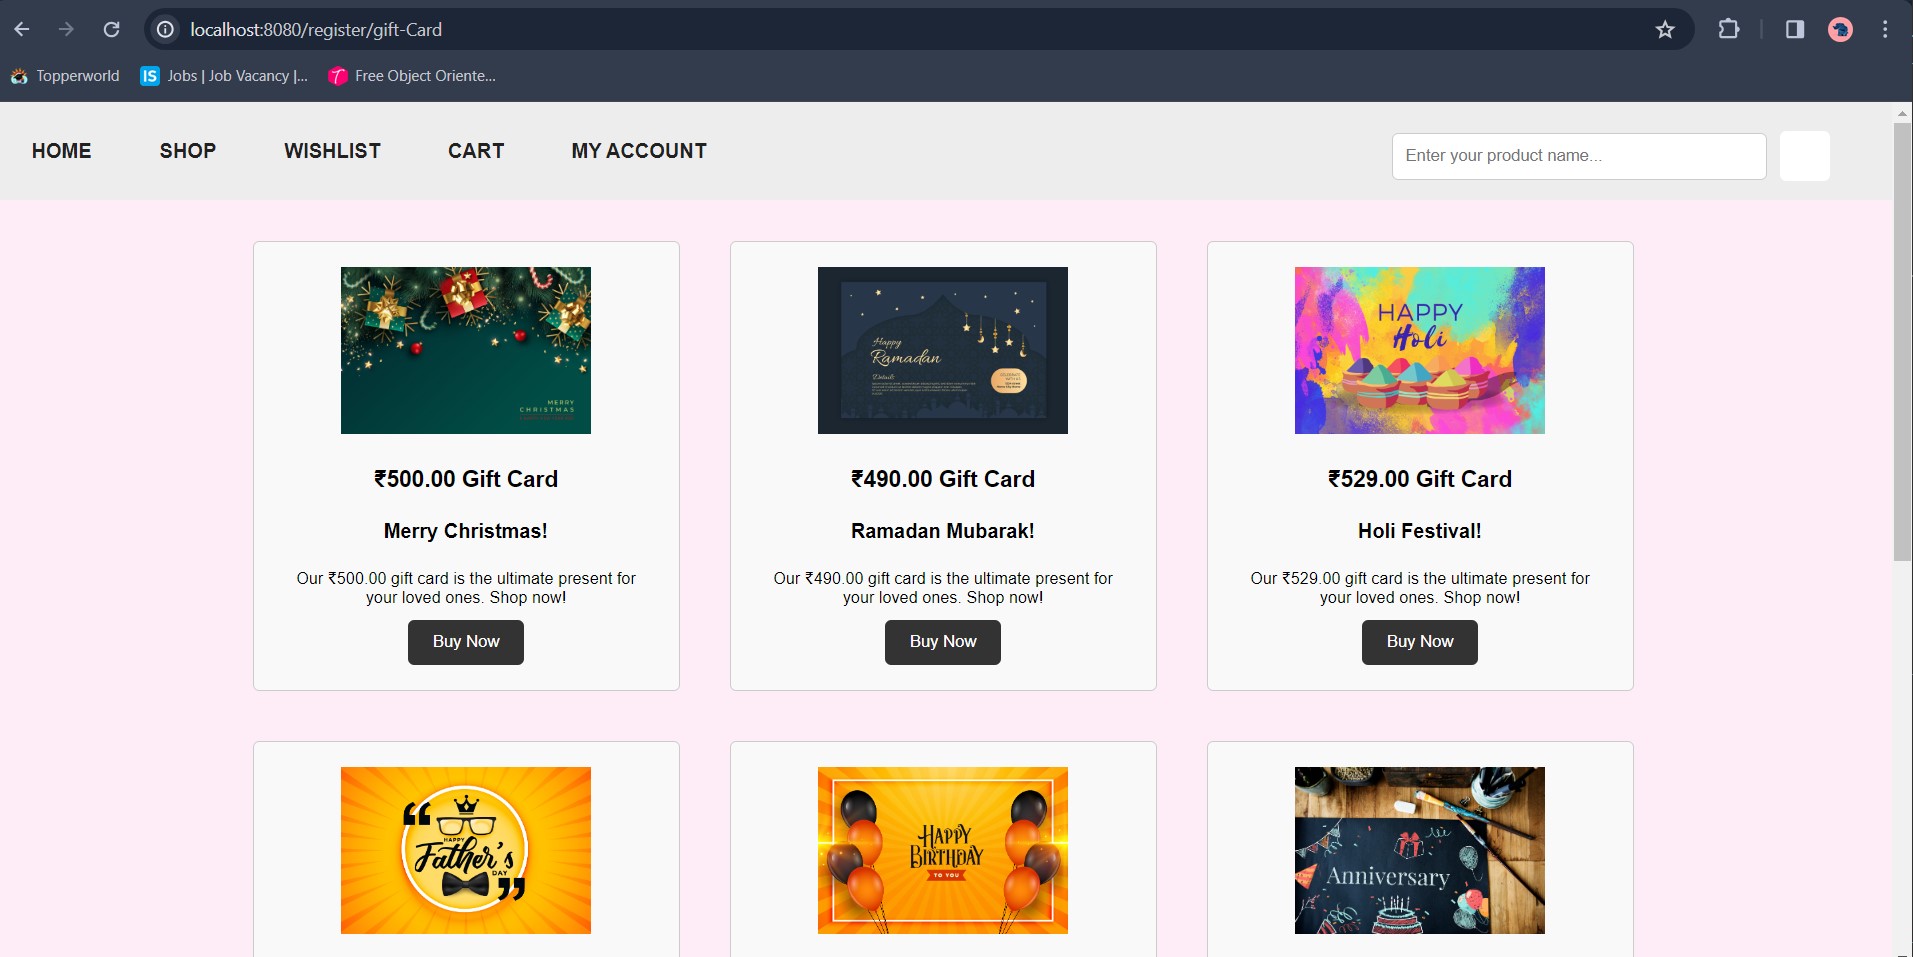 localhost:8080/register/gift-Card
Topperworld
IS
Jobs | Job Vacancy |...
Free Object Oriente...
HOME
SHOP
WISHLIST
CART
MY ACCOUNT
Enter your product name...
MERRY
CHRISTMAS
₹500.00 Gift Card
Merry Christmas!
Our ₹500.00 gift card is the ultimate present for
your loved ones. Shop now!
Buy Now
Happy
Ramadan
Details
₹490.00 Gift Card
Ramadan Mubarak!
Our ₹490.00 gift card is the ultimate present for
your loved ones. Shop now!
Buy Now
HAPPY
Holi
₹529.00 Gift Card
Holi Festival!
Our ₹529.00 gift card is the ultimate present for
your loved ones. Shop now!
Buy Now
HAPPY
Father's
DAY
HAPPY
BIRTHDAY
TO YOU
Anniversary